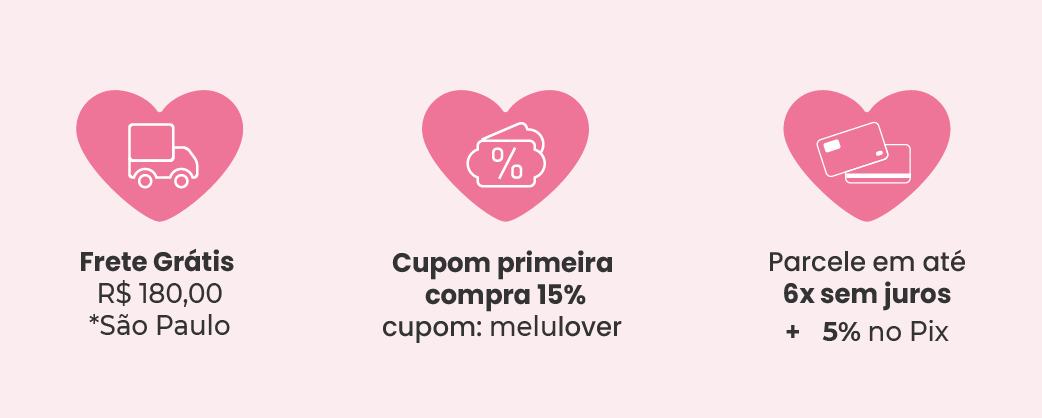 Frete Grátis
R$ 180,00
*São Paulo
Cupom primeira
compra 15%
cupom: melulover
Parcele em até
6x sem juros
+ 5% no Pix